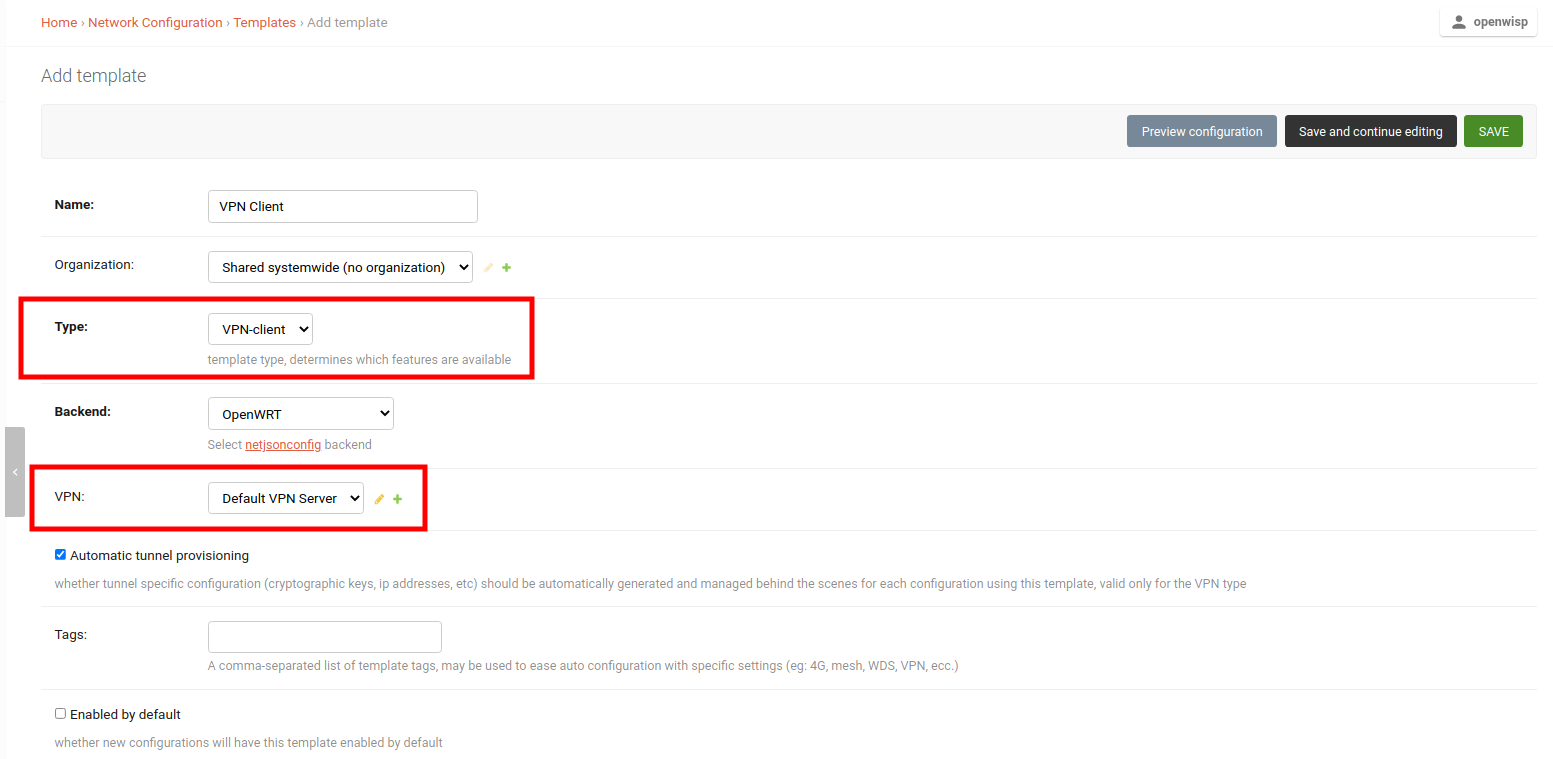 Home › Network Configuration › Templates › Add template
openwisp
Add template
Preview configuration
Save and continue editing
SAVE
Name:
VPN Client
Organization:
Shared systemwide (no organization)
Type:
VPN-client
template type, determines which features are available
Backend:
OpenWRT
Select netjsonconfig backend
VPN:
Default VPN Server
Automatic tunnel provisioning
whether tunnel specific configuration (cryptographic keys, ip addresses, etc) should be automatically generated and managed behind the scenes for each configuration using this template, valid only for the VPN type
Tags:
A comma-separated list of template tags, may be used to ease auto configuration with specific settings (eg: 4G, mesh, WDS, VPN, ecc.)
Enabled by default
whether new configurations will have this template enabled by default